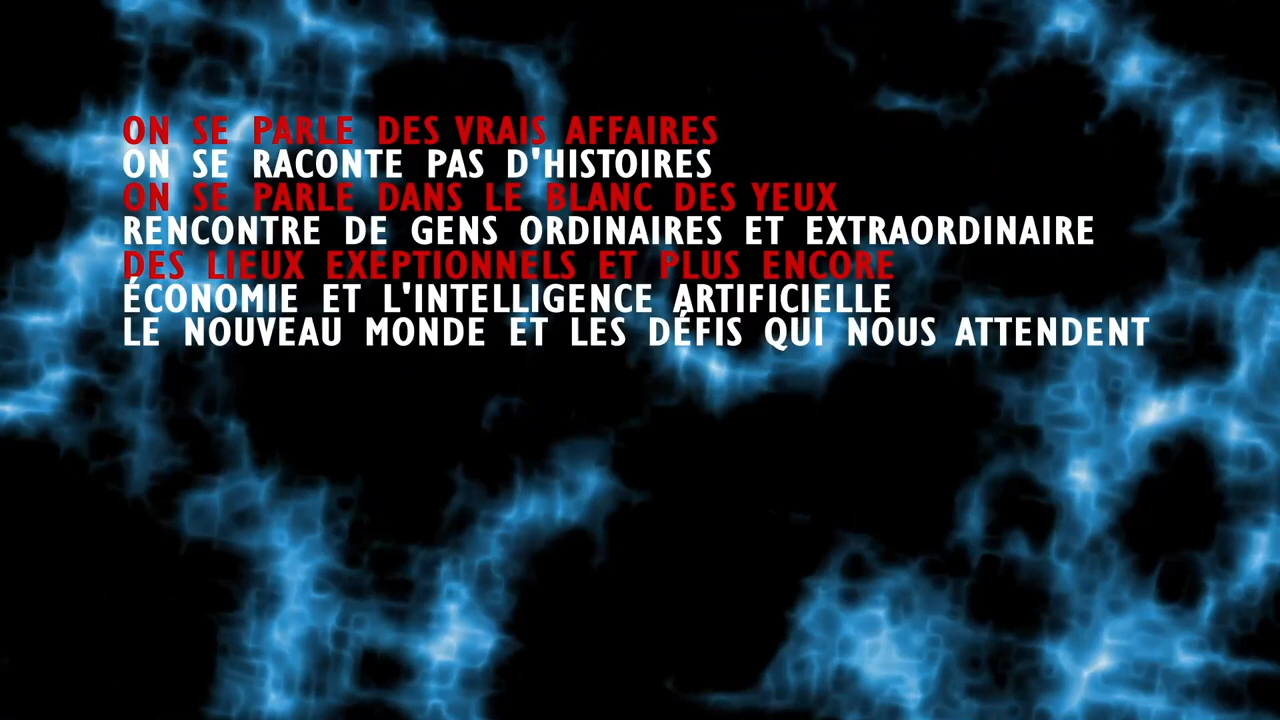 ON SE PARLE DES VRAIS AFFAIRES
ON SE RACONTE PAS D'HISTOIRES
ON SE PARLE DANS LE BLANC DES YEUX
RENCONTRE DE GENS ORDINAIRES ET EXTRAORDINAIRE
DES LIEUX EXEPTIONNELS ET PLUS ENCORE
ÉCONOMIE ET L'INTELLIGENCE ARTIFICIELLE
LE NOUVEAU MONDE ET LES DÉFIS QUI NOUS ATTENDENT